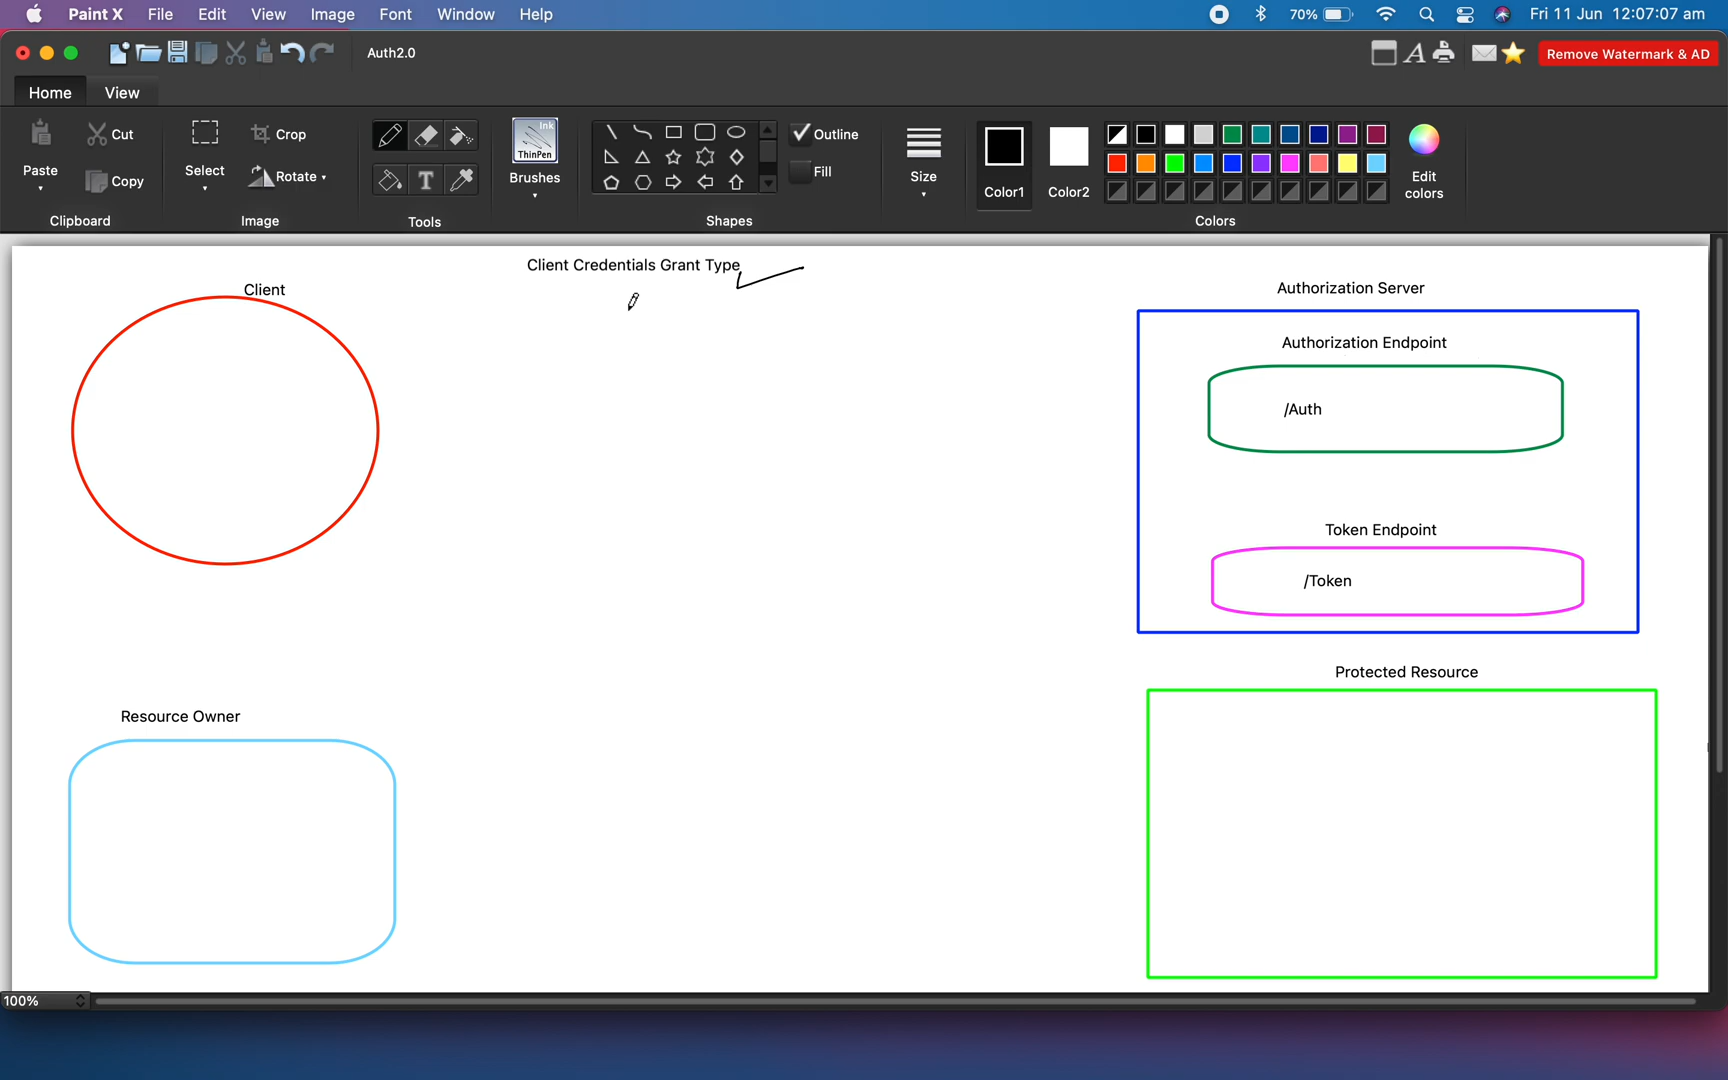 Paint X File Edit View Image Font Window Help 70% Fri 11 Jun 12:07:07 am
Auth2.0 Remove Watermark & AD
Home View
Paste Cut Copy Clipboard
Select Crop Rotate Image
Tools
Ink
ThinPen
Brushes
Outline
Fill
Shapes
Size
Color1 Color2
Edit
colors
Colors
Client Credentials Grant Type
Client
Authorization Server
Authorization Endpoint
/Auth
Token Endpoint
/Token
Protected Resource
Resource Owner
100%